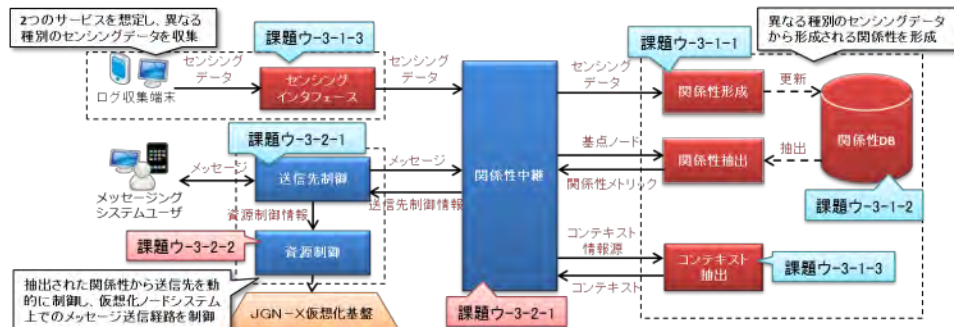 2つのサービスを想定し、異なる
種別のセンシングデータを収集
課題ウ-3-1-3
センシング
データ
ログ収集端末
センシング
インタフェース
センシング
データ
センシング
データ
課題ウ-3-1-1
異なる種別のセンシングデータ
から形成される関係性を形成
関係性形成
更新
関係性DB
基点ノード
関係性抽出
抽出
関係性メトリック
課題ウ-3-1-2
関係性中継
課題ウ-3-2-1
メッセージ
送信先制御
メッセージ
送信先制御情報
メッセージング
システムユーザ
資源制御情報
課題ウ-3-2-2
資源制御
コンテキスト
情報源
コンテキスト
抽出
コンテキスト
課題ウ-3-1-3
抽出された関係性から送信先を動
的に制御し、仮想化ノードシステム
上でのメッセージ送信経路を制御
JGN-X仮想化基盤
課題ウ-3-2-1